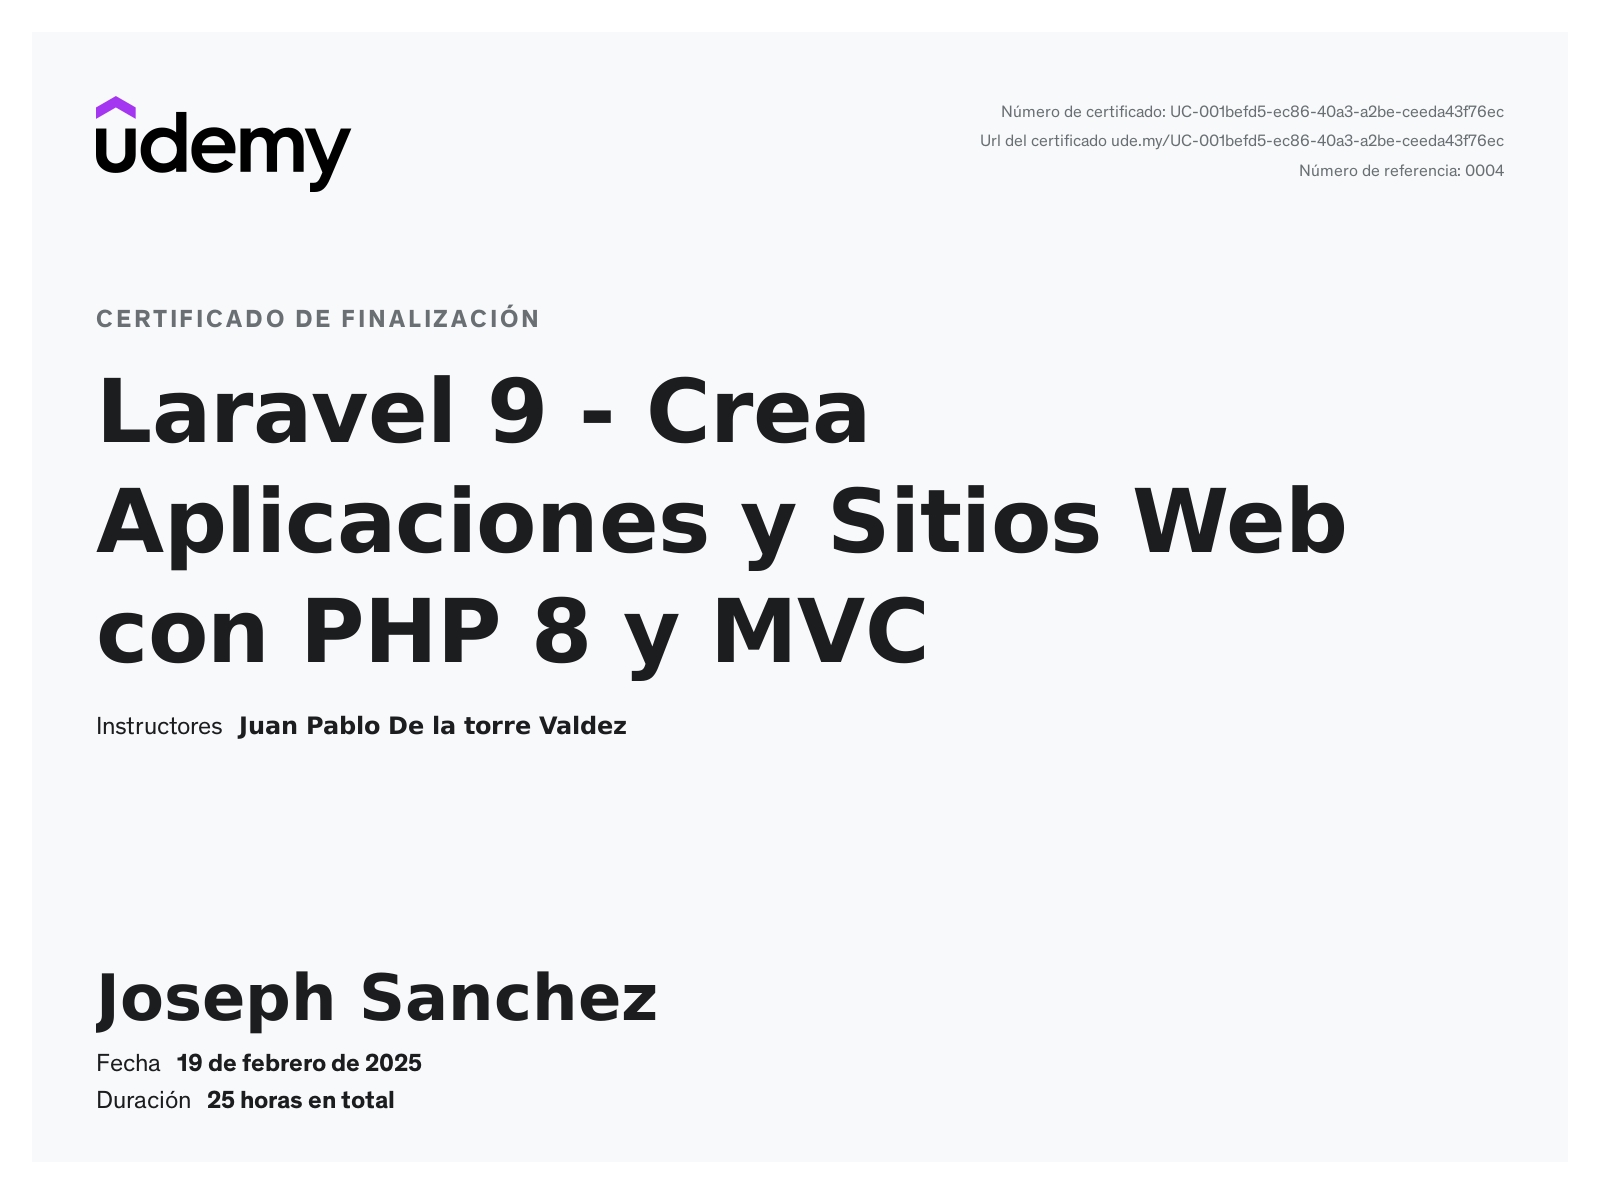 udemy
Número de certificado: UC-001befd5-ec86-40a3-a2be-ceeda43f76ec
Url del certificado ude.my/UC-001befd5-ec86-40a3-a2be-ceeda43f76ec
Número de referencia: 0004
CERTIFICADO DE FINALIZACIÓN
Laravel 9 - Crea
Aplicaciones y Sitios Web
con PHP 8 y MVC
Instructores Juan Pablo De la torre Valdez
Joseph Sanchez
Fecha 19 de febrero de 2025
Duración 25 horas en total